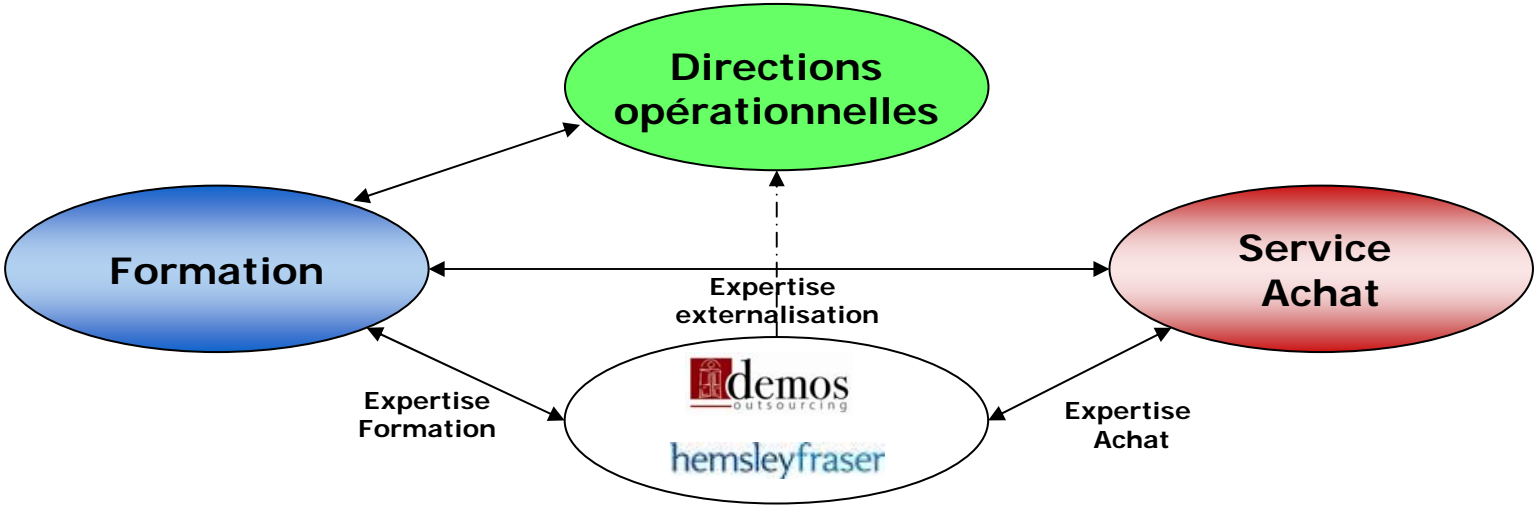 Directions
opérationnelles
Formation
Service
Achat
Expertise
externalisation
demos
outsourcing
hemsleyfraser
Expertise
Formation
Expertise
Achat